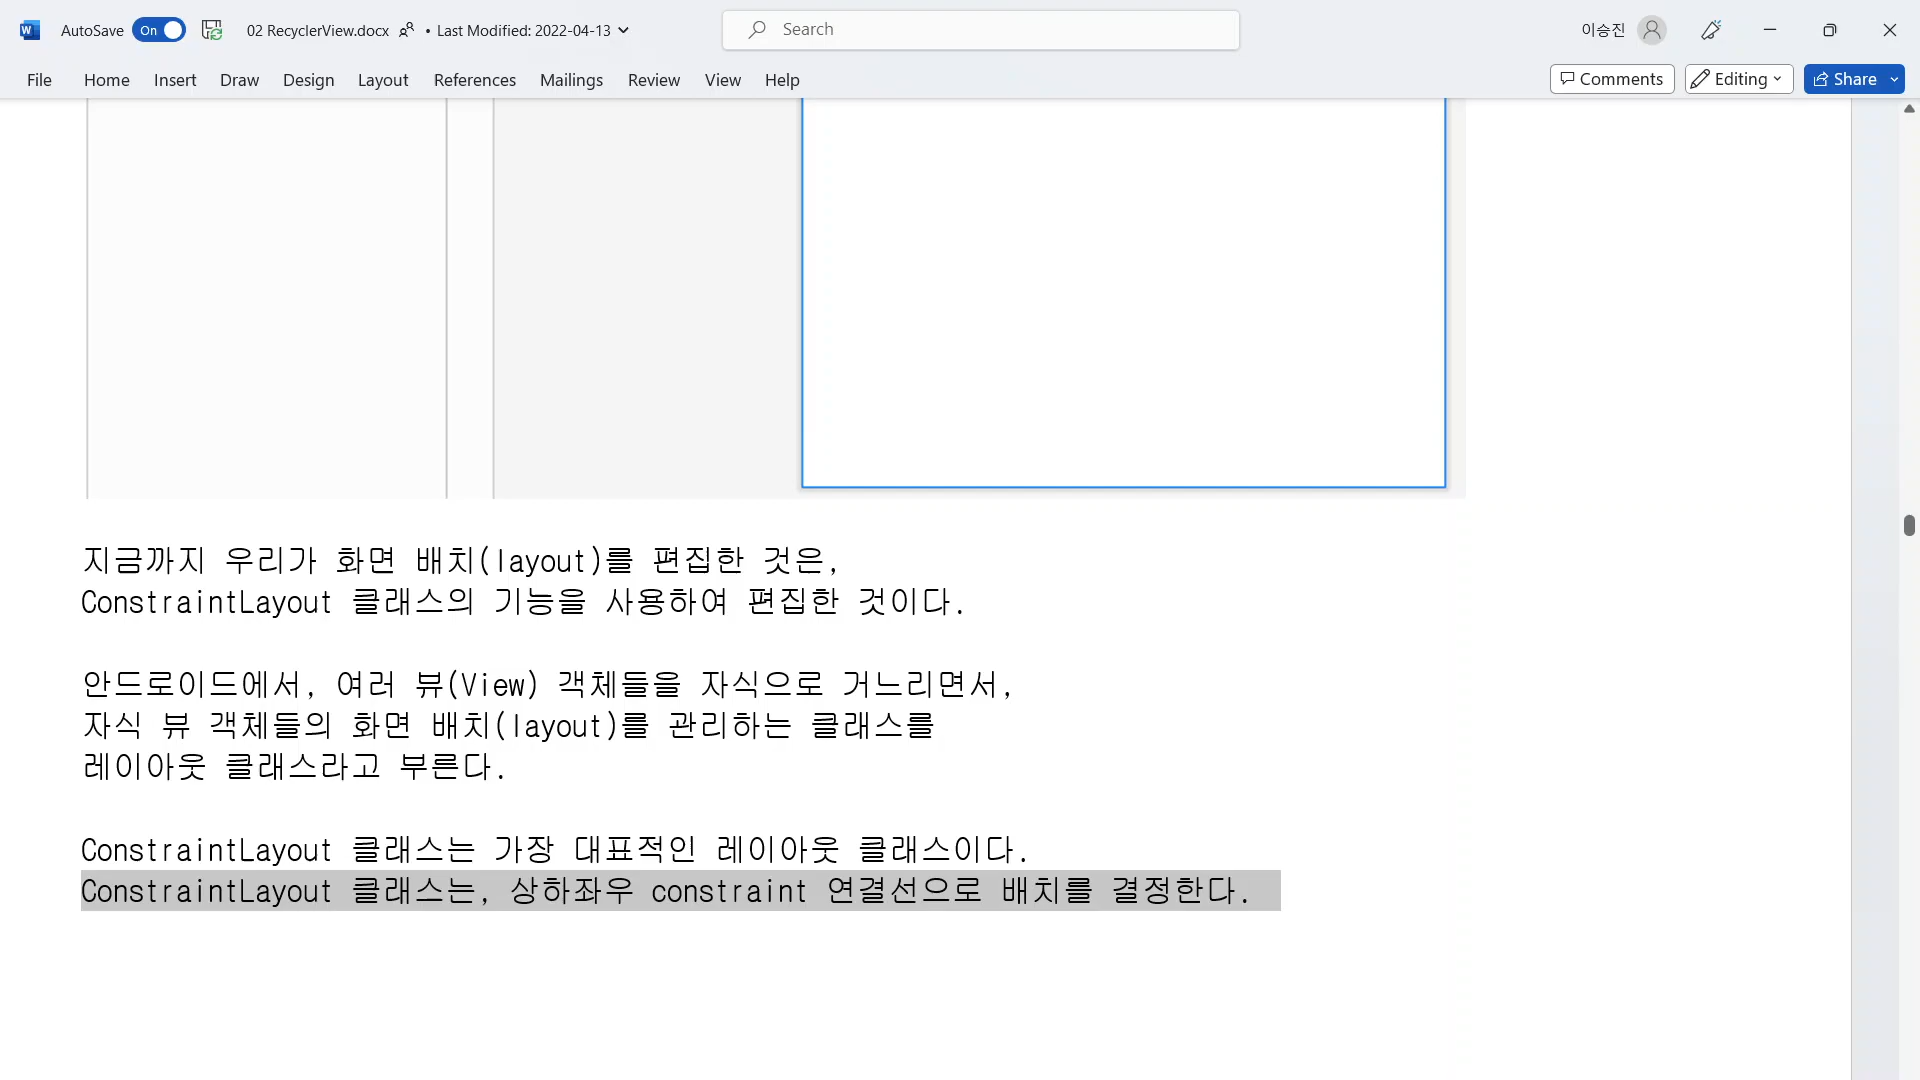 AutoSave On 02 RecyclerView.docx • Last Modified: 2022-04-13 Search 이승진
File Home Insert Draw Design Layout References Mailings Review View Help Comments Editing Share
지금까지 우리가 화면 배치(layout)를 편집한 것은,
ConstraintLayout 클래스의 기능을 사용하여 편집한 것이다.
안드로이드에서, 여러 뷰(View) 객체들을 자식으로 거느리면서,
자식 뷰 객체들의 화면 배치(layout)를 관리하는 클래스를
레이아웃 클래스라고 부른다.
ConstraintLayout 클래스는 가장 대표적인 레이아웃 클래스이다.
ConstraintLayout 클래스는, 상하좌우 constraint 연결선으로 배치를 결정한다.